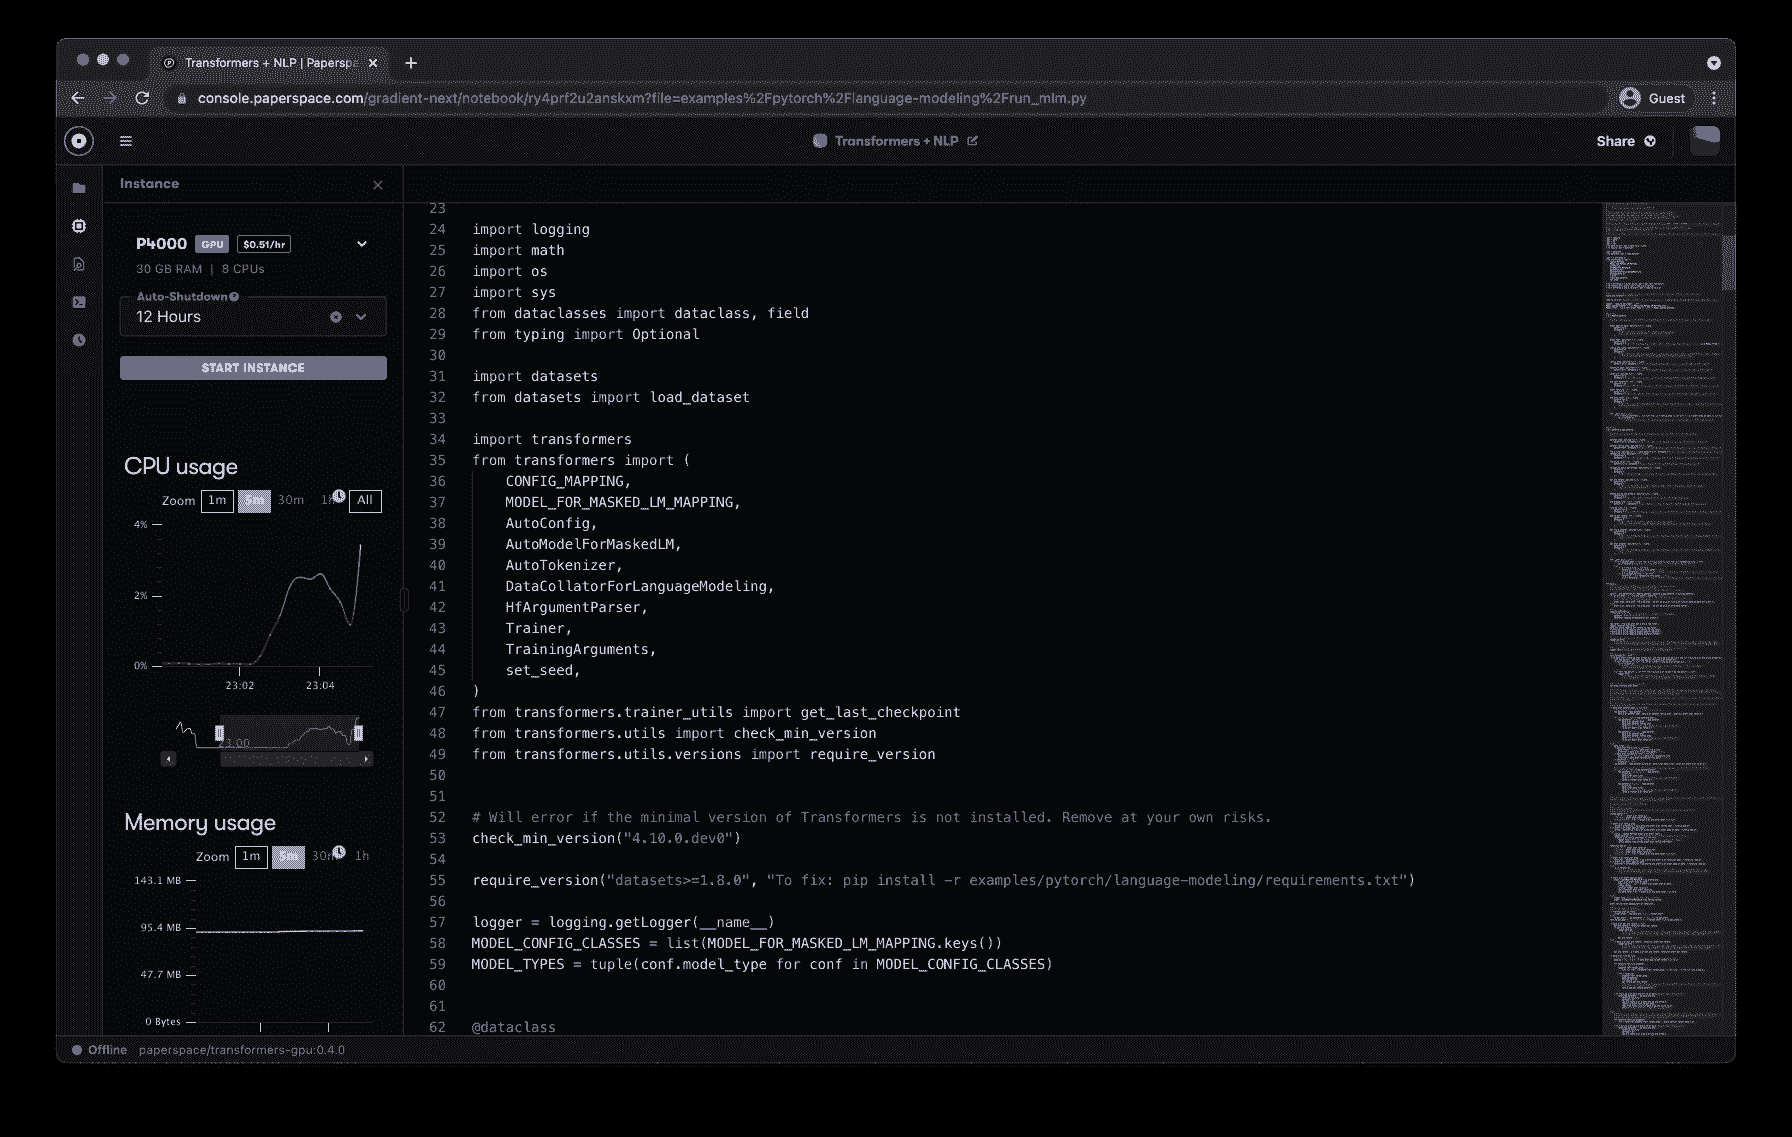 Transformers + NLP | Paperspa
console.paperspace.com/gradient-next/notebook/ry4prf2u2anskxm?file=examples%2Fpytorch%2Flanguage-modeling%2Frun_mlm.py
Guest
Transformers + NLP
Share
Instance
P4000 GPU $0.51/hr
30 GB RAM | 8 CPUs
Auto-Shutdown
12 Hours
START INSTANCE
CPU usage
Zoom 1m 5m 30m 1h All
4%
2%
0%
23:02 23:04
23:00
Memory usage
Zoom 1m 5m 30m 1h
143.1 MB
95.4 MB
47.7 MB
0 Bytes
23
24 import logging
25 import math
26 import os
27 import sys
28 from dataclasses import dataclass, field
29 from typing import Optional
30
31 import datasets
32 from datasets import load_dataset
33
34 import transformers
35 from transformers import (
36 CONFIG_MAPPING,
37 MODEL_FOR_MASKED_LM_MAPPING,
38 AutoConfig,
39 AutoModelForMaskedLM,
40 AutoTokenizer,
41 DataCollatorForLanguageModeling,
42 HfArgumentParser,
43 Trainer,
44 TrainingArguments,
45 set_seed,
46 )
47 from transformers.trainer_utils import get_last_checkpoint
48 from transformers.utils import check_min_version
49 from transformers.utils.versions import require_version
50
51
52 # Will error if the minimal version of Transformers is not installed. Remove at your own risks.
53 check_min_version("4.10.0.dev0")
54
55 require_version("datasets>=1.8.0", "To fix: pip install -r examples/pytorch/language-modeling/requirements.txt")
56
57 logger = logging.getLogger(__name__)
58 MODEL_CONFIG_CLASSES = list(MODEL_FOR_MASKED_LM_MAPPING.keys())
59 MODEL_TYPES = tuple(conf.model_type for conf in MODEL_CONFIG_CLASSES)
60
61
62 @dataclass
Offline paperspace/transformers-gpu:0.4.0